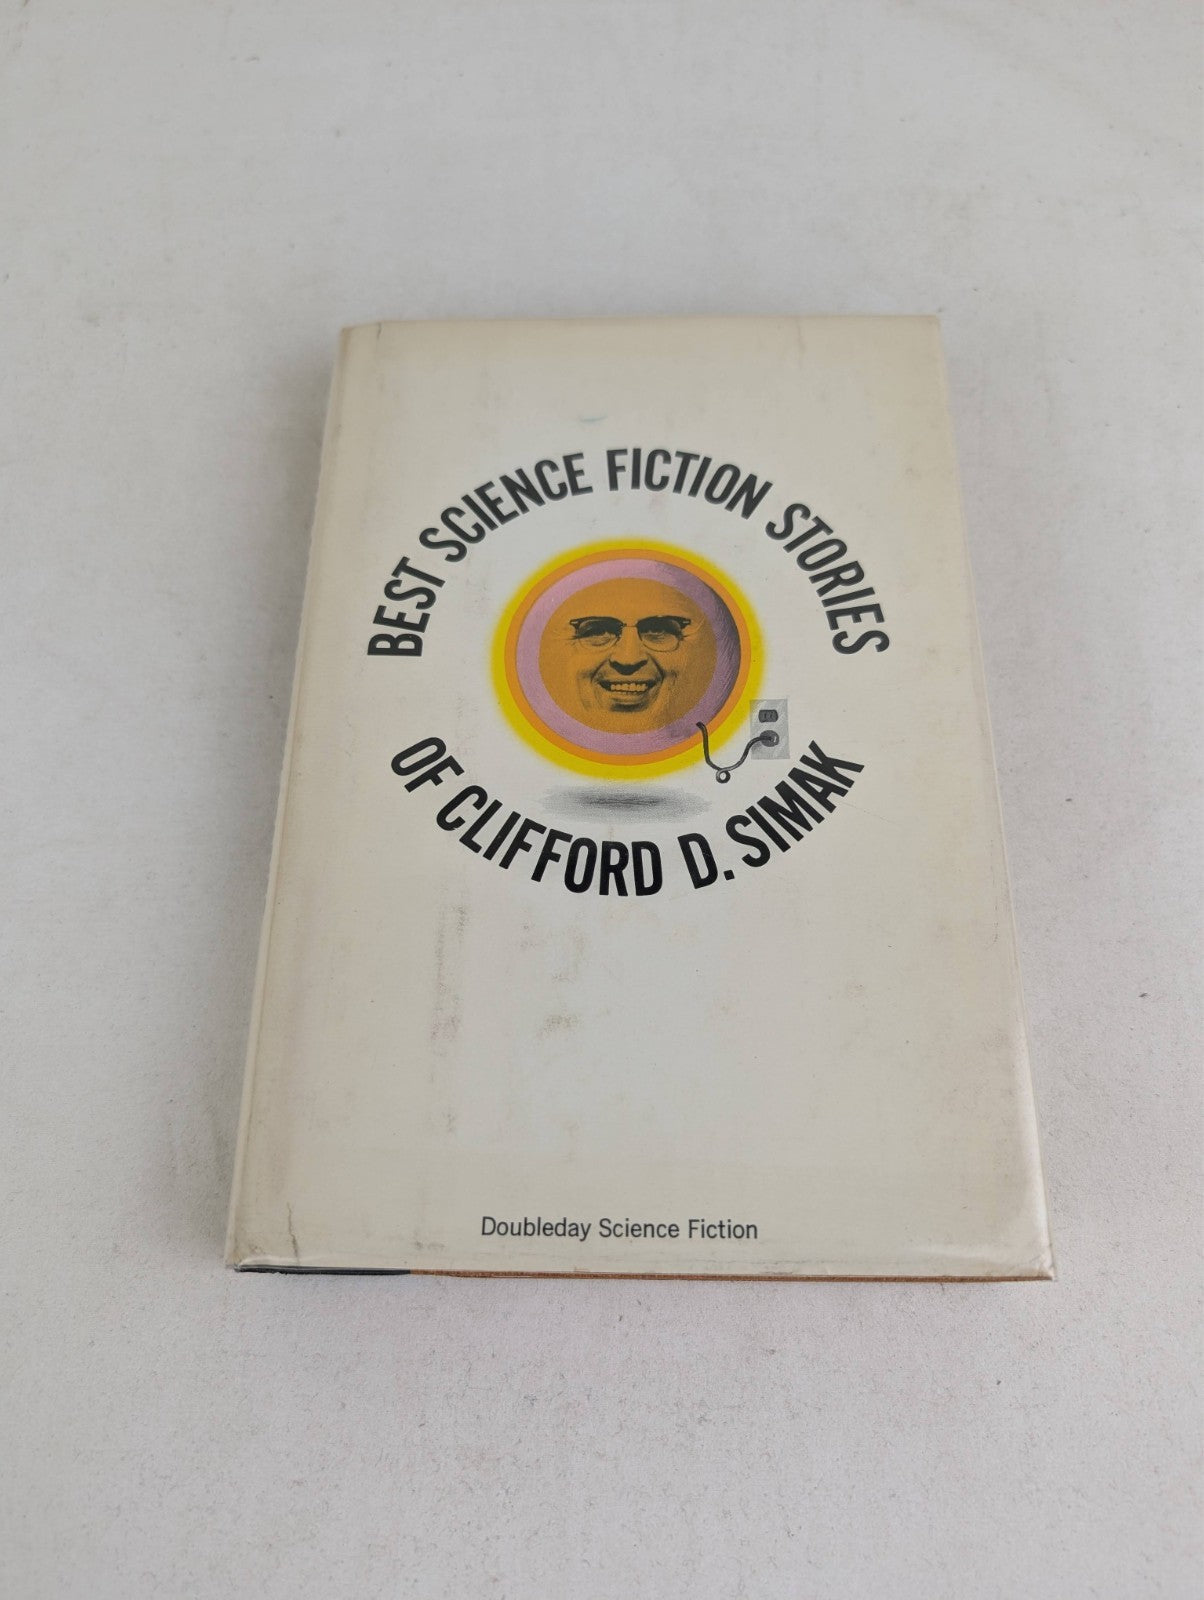 BEST SCIENCE FICTION STORIES
OF CLIFFORD D. SIMAK
Doubleday Science Fiction